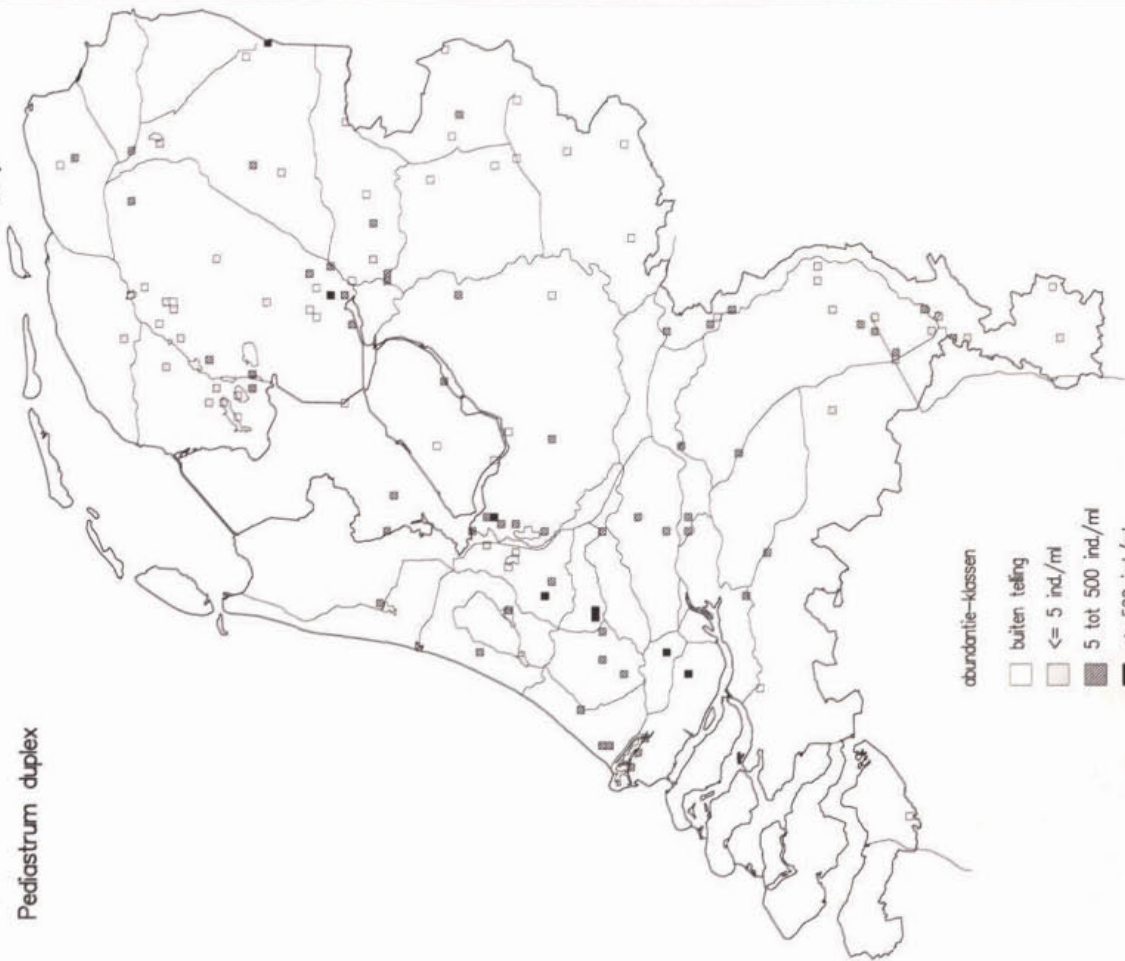 Pediastrum duplex
abundantie-klassen
buiten telling
<= 5 ind./ml
5 tot 500 ind./ml